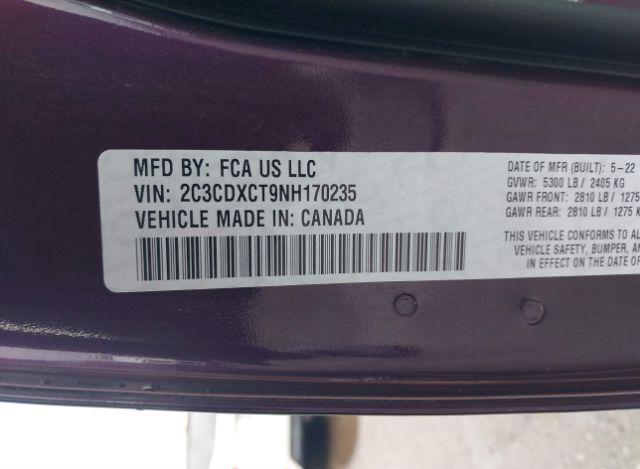 MFD BY: FCA US LLC
VIN: 2C3CDXCT9NH170235
VEHICLE MADE IN: CANADA
DATE OF MFR (BUILT): 5-22
GVWR: 5300 LB / 2405 KG
GAWR FRONT: 2810 LB / 1275
GAWR REAR: 2810 LB / 1275 K
THIS VEHICLE CONFORMS TO AL
VEHICLE SAFETY, BUMPER, AN
IN EFFECT ON THE DATE OF